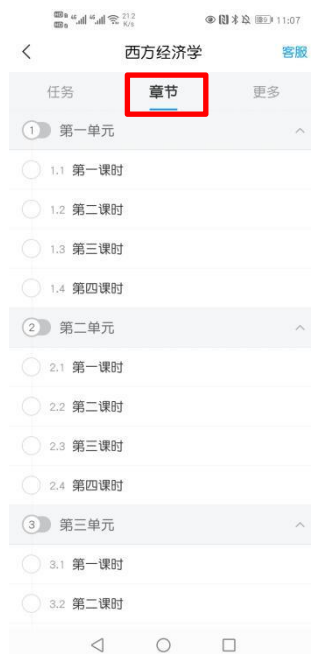 21.2 K/s 11:07
西方经济学 客服
任务 章节 更多
1 第一单元
1.1 第一课时
1.2 第二课时
1.3 第三课时
1.4 第四课时
2 第二单元
2.1 第一课时
2.2 第二课时
2.3 第三课时
2.4 第四课时
3 第三单元
3.1 第一课时
3.2 第二课时